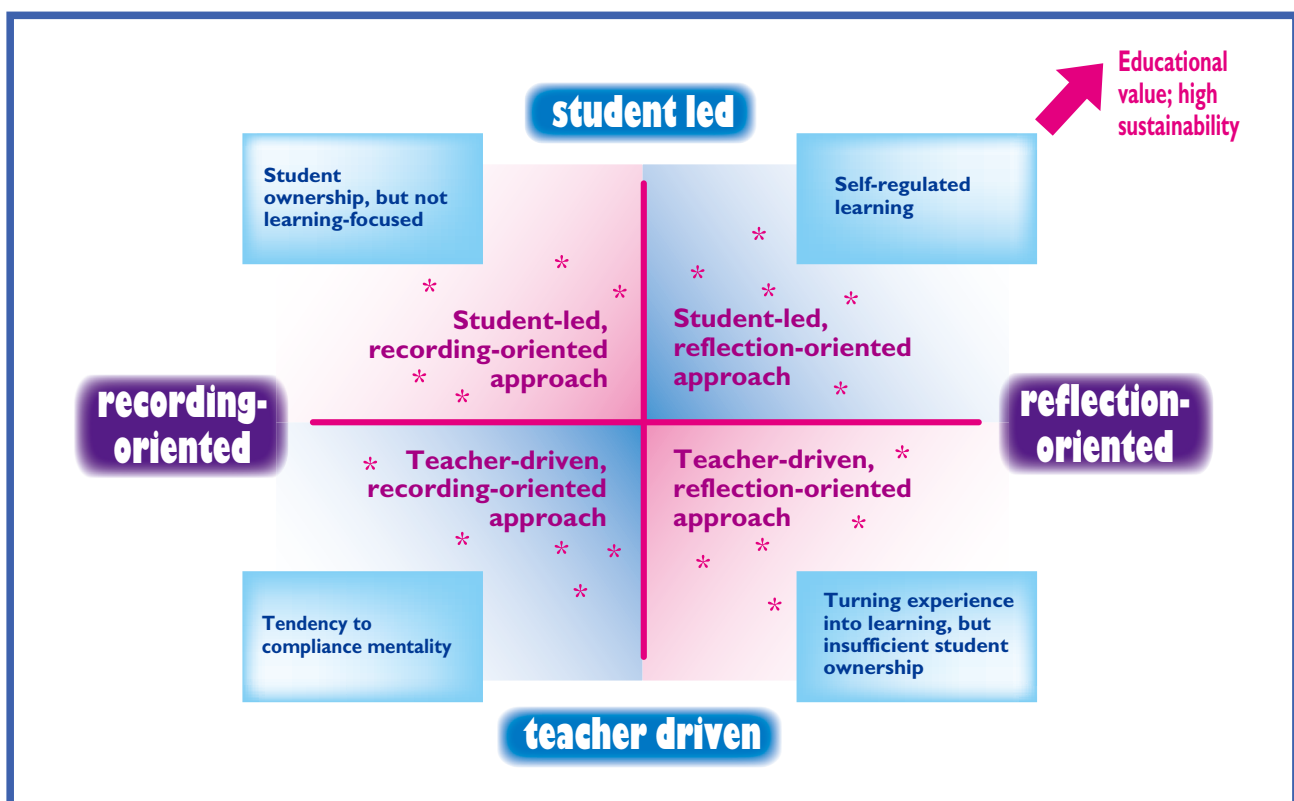 Educational
value; high
sustainability
student led
Student
ownership, but not
learning-focused
Self-regulated
learning
Student-led,
recording-oriented
approach
Student-led,
reflection-oriented
approach
recording-
oriented
reflection-
oriented
Teacher-driven,
recording-oriented
approach
Teacher-driven,
reflection-oriented
approach
Tendency to
compliance mentality
Turning experience
into learning, but
insufficient student
ownership
teacher driven